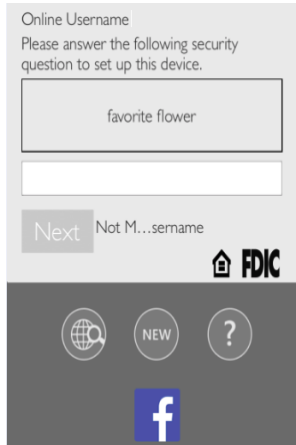 Online Username
Please answer the following security
question to set up this device.
favorite flower
Next Not M...sername
FDIC
NEW ?
f